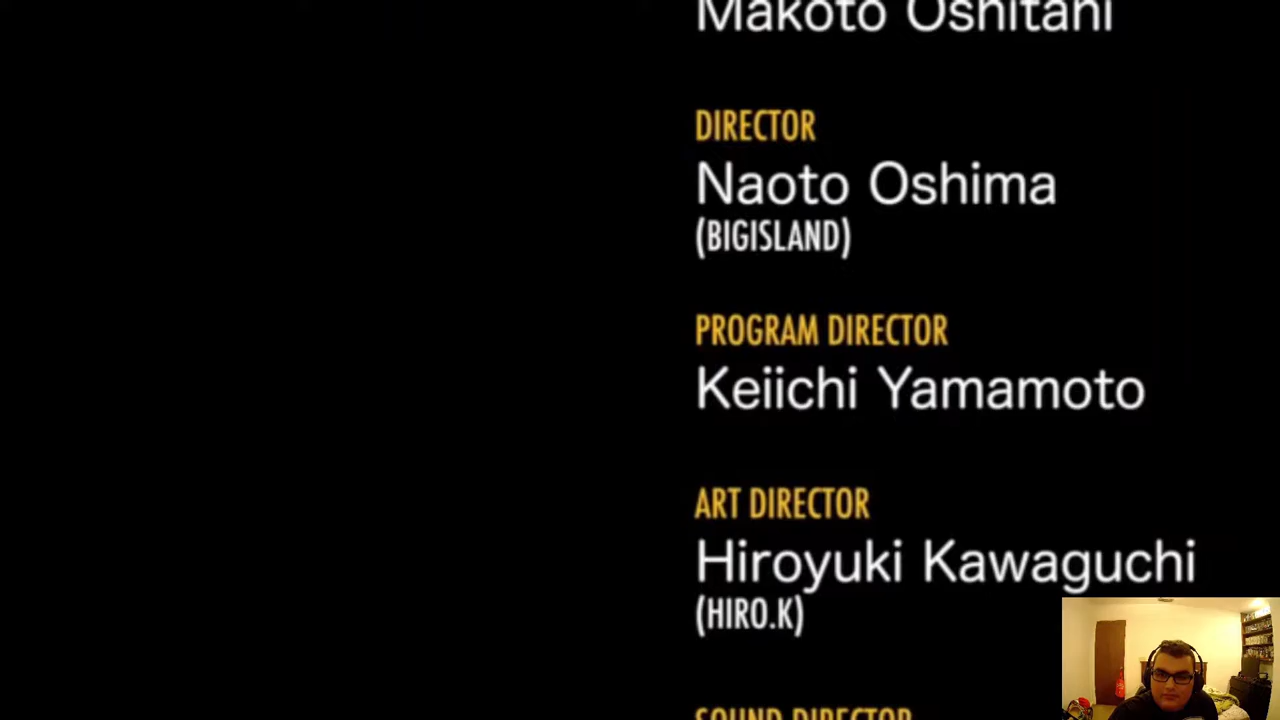 Makoto Oshitani
DIRECTOR
Naoto Oshima
(BIGISLAND)
PROGRAM DIRECTOR
Keiichi Yamamoto
ART DIRECTOR
Hiroyuki Kawaguchi
(HIRO.K)
SOUND DIRECTOR